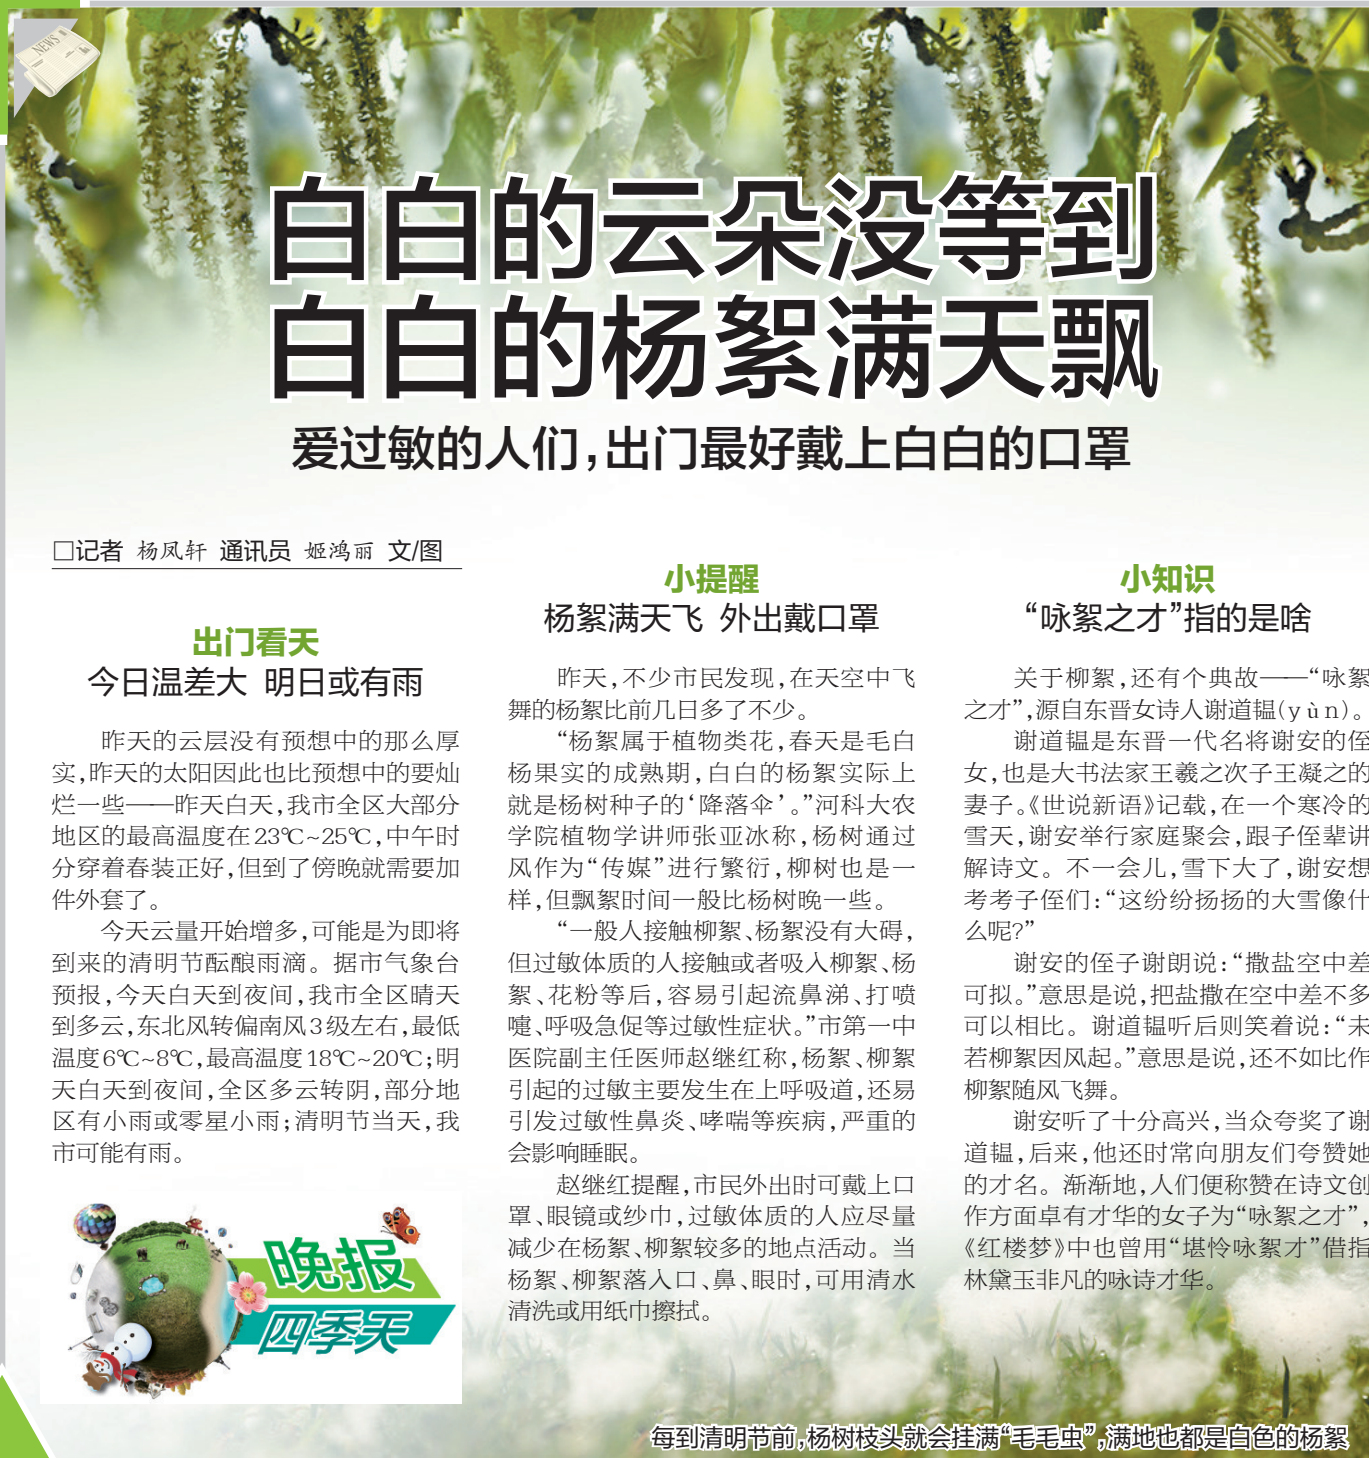 NEWS
白白的云朵没等到
白白的杨絮满天飘
爱过敏的人们,出门最好戴上白白的口罩
□记者 杨凤轩 通讯员 姬鸿丽 文/图
出门看天
今日温差大 明日或有雨
昨天的云层没有预想中的那么厚
实,昨天的太阳因此也比预想中的要灿
烂一些——昨天白天,我市全区大部分
地区的最高温度在23℃~25℃,中午时
分穿着春装正好,但到了傍晚就需要加
件外套了。
今天云量开始增多,可能是为即将
到来的清明节酝酿雨滴。据市气象台
预报,今天白天到夜间,我市全区晴天
到多云,东北风转偏南风3级左右,最低
温度6℃~8℃,最高温度18℃~20℃;明
天白天到夜间,全区多云转阴,部分地
区有小雨或零星小雨;清明节当天,我
市可能有雨。
晚报
四季天
小提醒
杨絮满天飞 外出戴口罩
昨天,不少市民发现,在天空中飞
舞的杨絮比前几日多了不少。
“杨絮属于植物类花,春天是毛白
杨果实的成熟期,白白的杨絮实际上
就是杨树种子的‘降落伞’。”河科大农
学院植物学讲师张亚冰称,杨树通过
风作为“传媒”进行繁衍,柳树也是一
样,但飘絮时间一般比杨树晚一些。
“一般人接触柳絮、杨絮没有大碍,
但过敏体质的人接触或者吸入柳絮、杨
絮、花粉等后,容易引起流鼻涕、打喷
嚏、呼吸急促等过敏性症状。”市第一中
医院副主任医师赵继红称,杨絮、柳絮
引起的过敏主要发生在上呼吸道,还易
引发过敏性鼻炎、哮喘等疾病,严重的
会影响睡眠。
赵继红提醒,市民外出时可戴上口
罩、眼镜或纱巾,过敏体质的人应尽量
减少在杨絮、柳絮较多的地点活动。当
杨絮、柳絮落入口、鼻、眼时,可用清水
清洗或用纸巾擦拭。
小知识
“咏絮之才”指的是啥
关于柳絮,还有个典故——“咏絮
之才”,源自东晋女诗人谢道韫(yùn)。
谢道韫是东晋一代名将谢安的侄
女,也是大书法家王羲之次子王凝之的
妻子。《世说新语》记载,在一个寒冷的
雪天,谢安举行家庭聚会,跟子侄辈讲
解诗文。不一会儿,雪下大了,谢安想
考考子侄们:“这纷纷扬扬的大雪像什
么呢?”
谢安的侄子谢朗说:“撒盐空中差
可拟。”意思是说,把盐撒在空中差不多
可以相比。谢道韫听后则笑着说:“未
若柳絮因风起。”意思是说,还不如比作
柳絮随风飞舞。
谢安听了十分高兴,当众夸奖了谢
道韫,后来,他还时常向朋友们夸赞她
的才名。渐渐地,人们便称赞在诗文创
作方面卓有才华的女子为“咏絮之才”,
《红楼梦》中也曾用“堪怜咏絮才”借指
林黛玉非凡的咏诗才华。
每到清明节前,杨树枝头就会挂满“毛毛虫”,满地也都是白色的杨絮